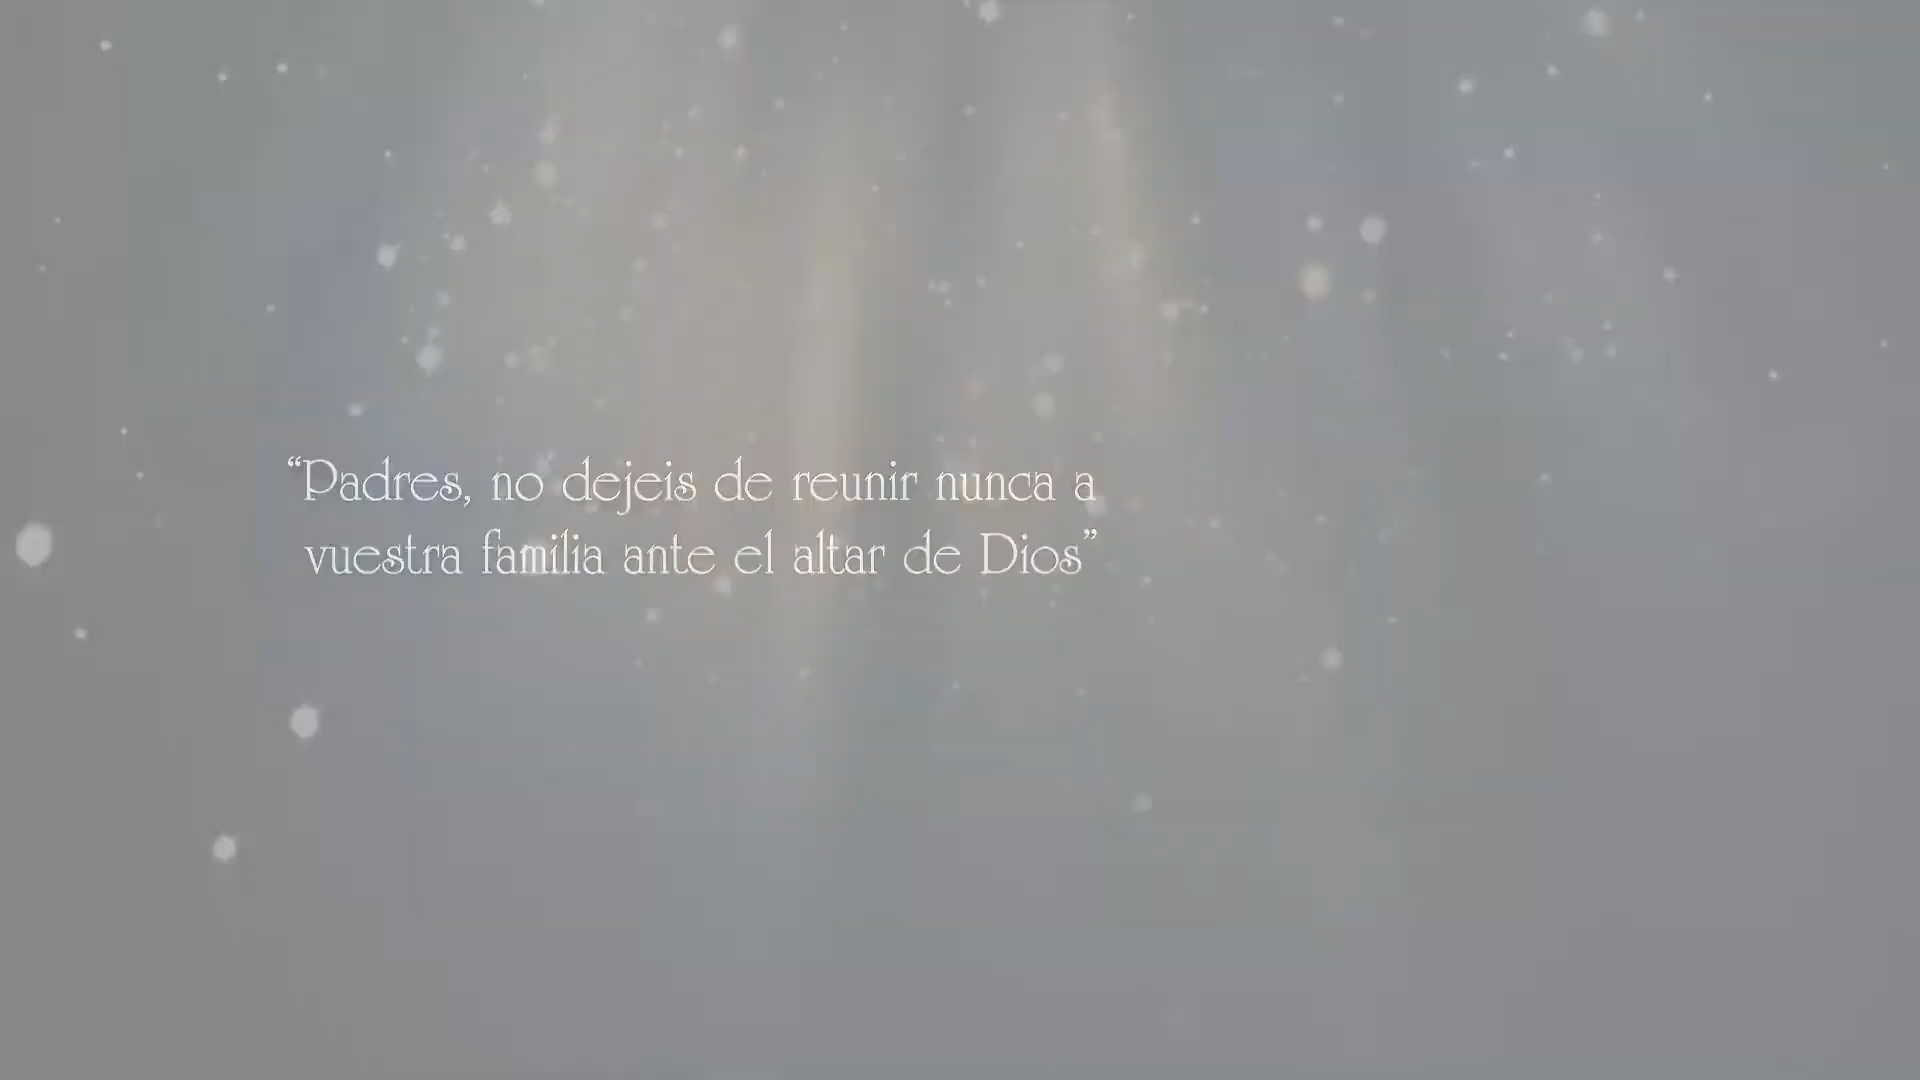 “Padres, no dejeis de reunir nunca a
vuestra familia ante el altar de Dios”